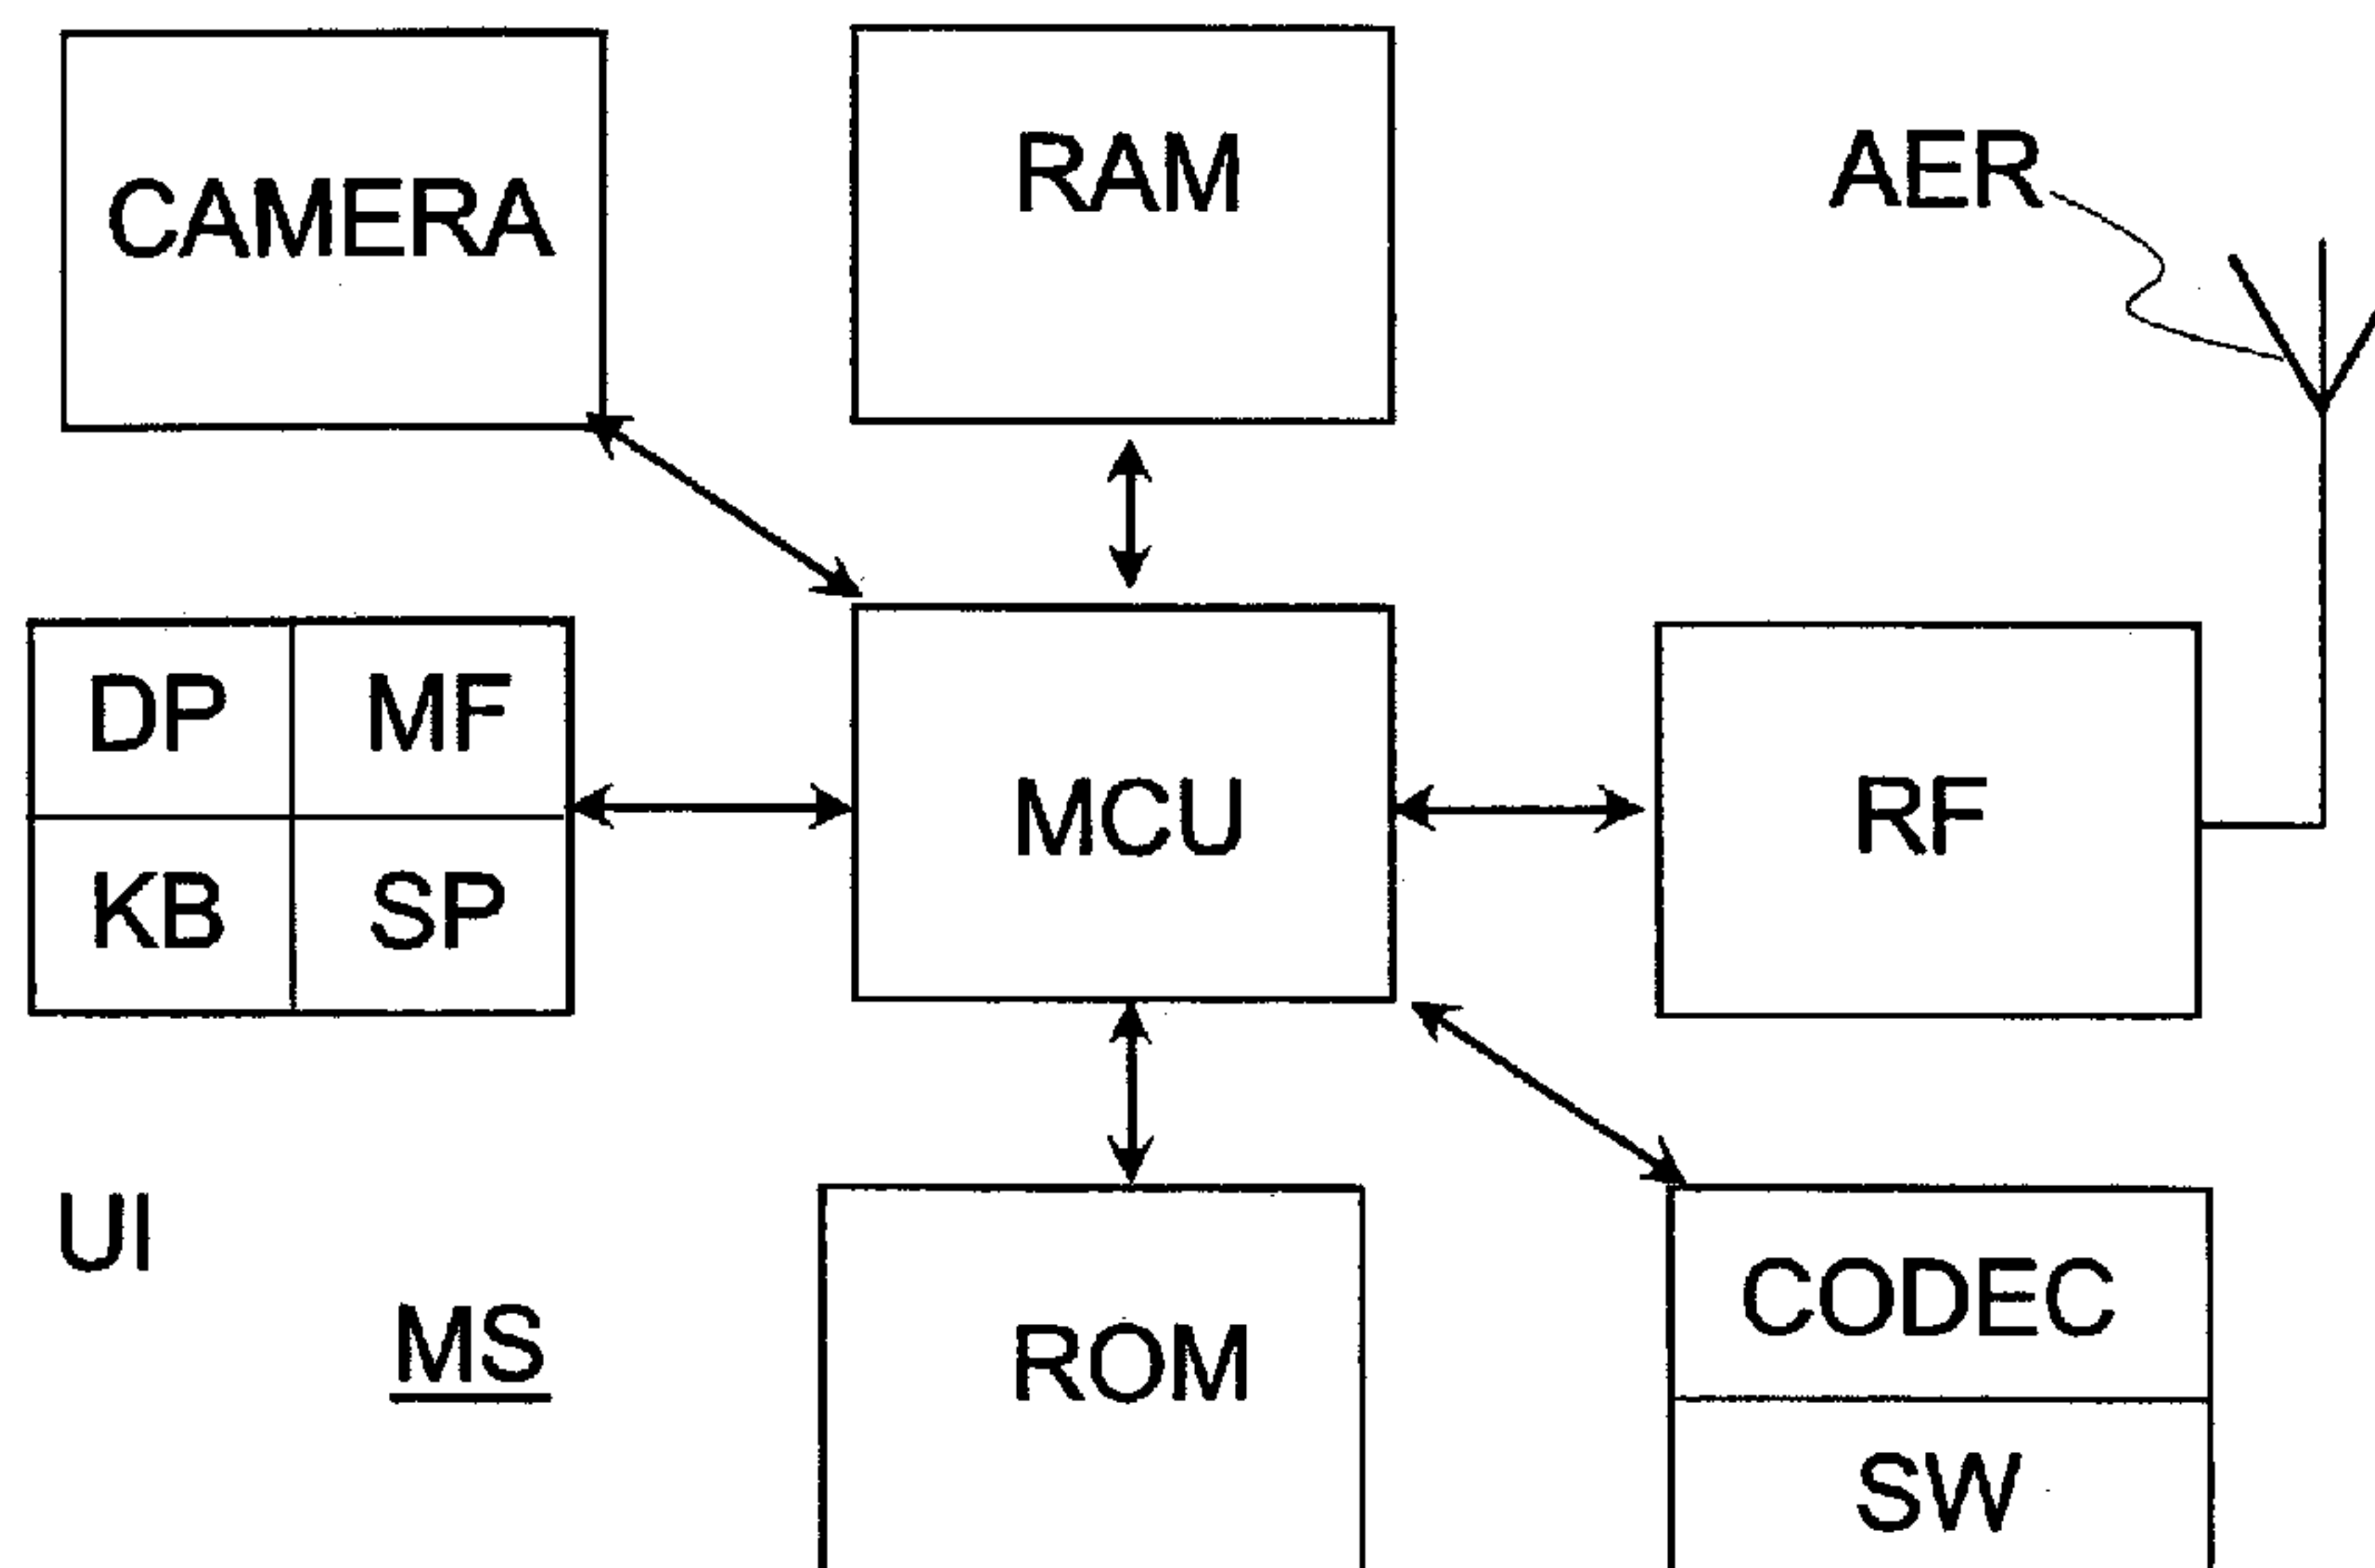 CAMERA
RAM
AER
DP
MF
KB
SP
MCU
RF
UI
MS
ROM
CODEC
SW